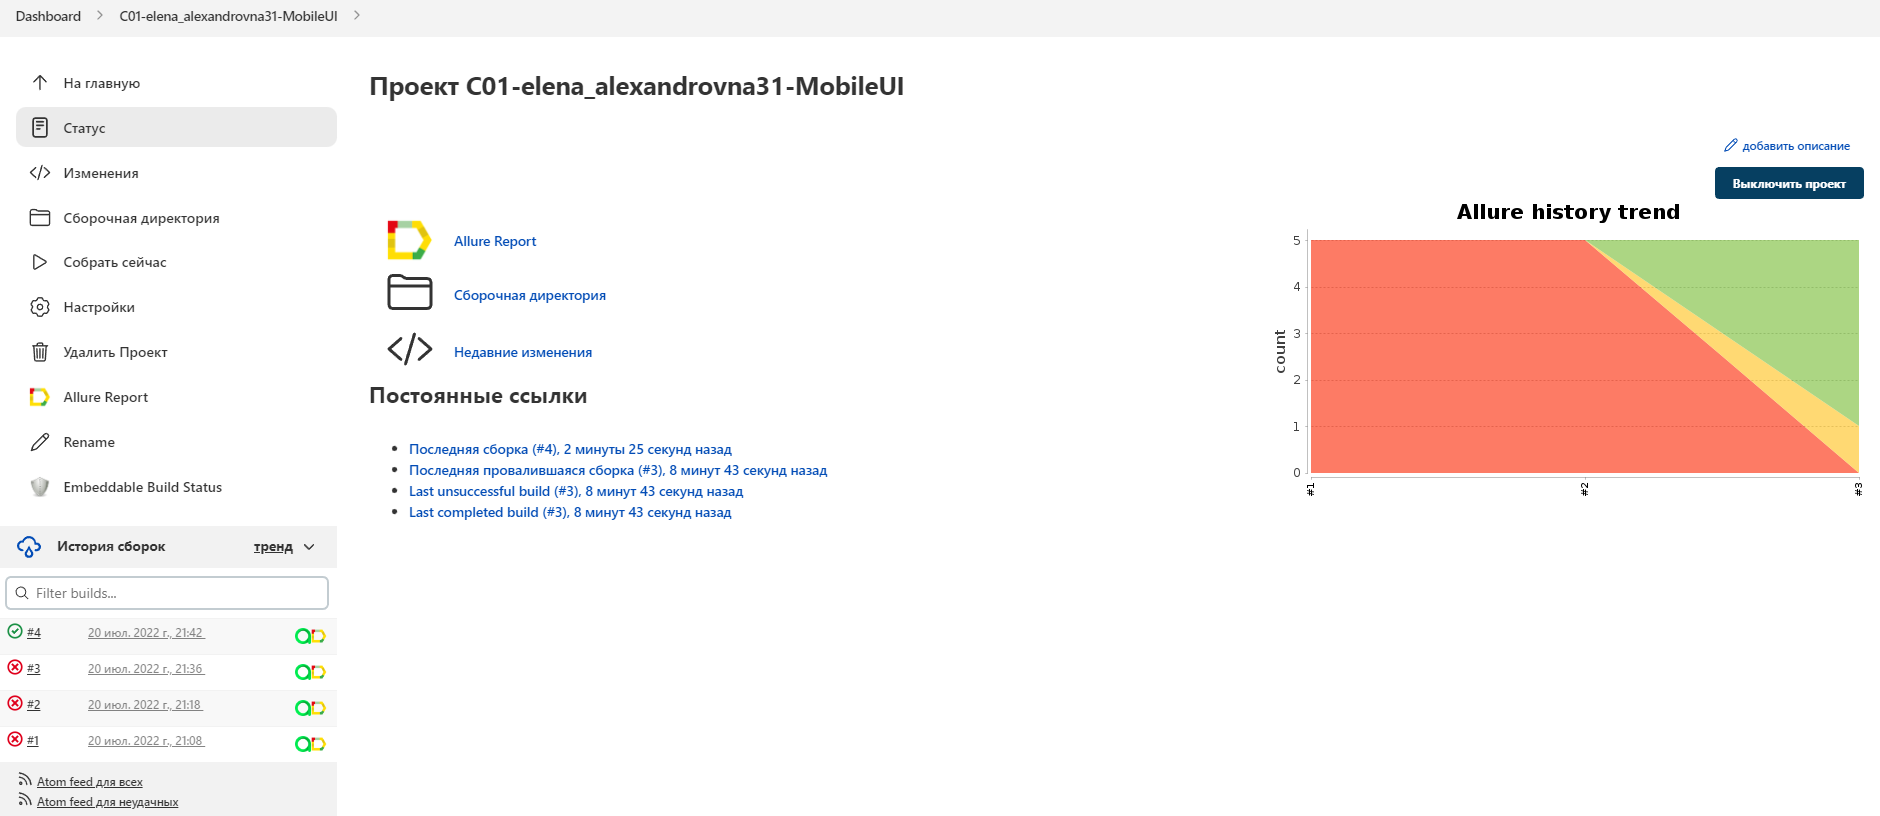 Dashboard
C01-elena_alexandrovna31-MobileUI
На главную
Статус
Изменения
Сборочная директория
Собрать сейчас
Настройки
Удалить Проект
Allure Report
Rename
Embeddable Build Status
История сборок
тренд
Filter builds...
#4 20 июл. 2022 г., 21:42
#3 20 июл. 2022 г., 21:36
#2 20 июл. 2022 г., 21:18
#1 20 июл. 2022 г., 21:08
Atom feed для всех
Atom feed для неудачных
Проект C01-elena_alexandrovna31-MobileUI
добавить описание
Выключить проект
Allure Report
Сборочная директория
Недавние изменения
Постоянные ссылки
Последняя сборка (#4), 2 минуты 25 секунд назад
Последняя провалившаяся сборка (#3), 8 минут 43 секунд назад
Last unsuccessful build (#3), 8 минут 43 секунд назад
Last completed build (#3), 8 минут 43 секунд назад
Allure history trend
count
5
4
3
2
1
0
#1
#2
#3